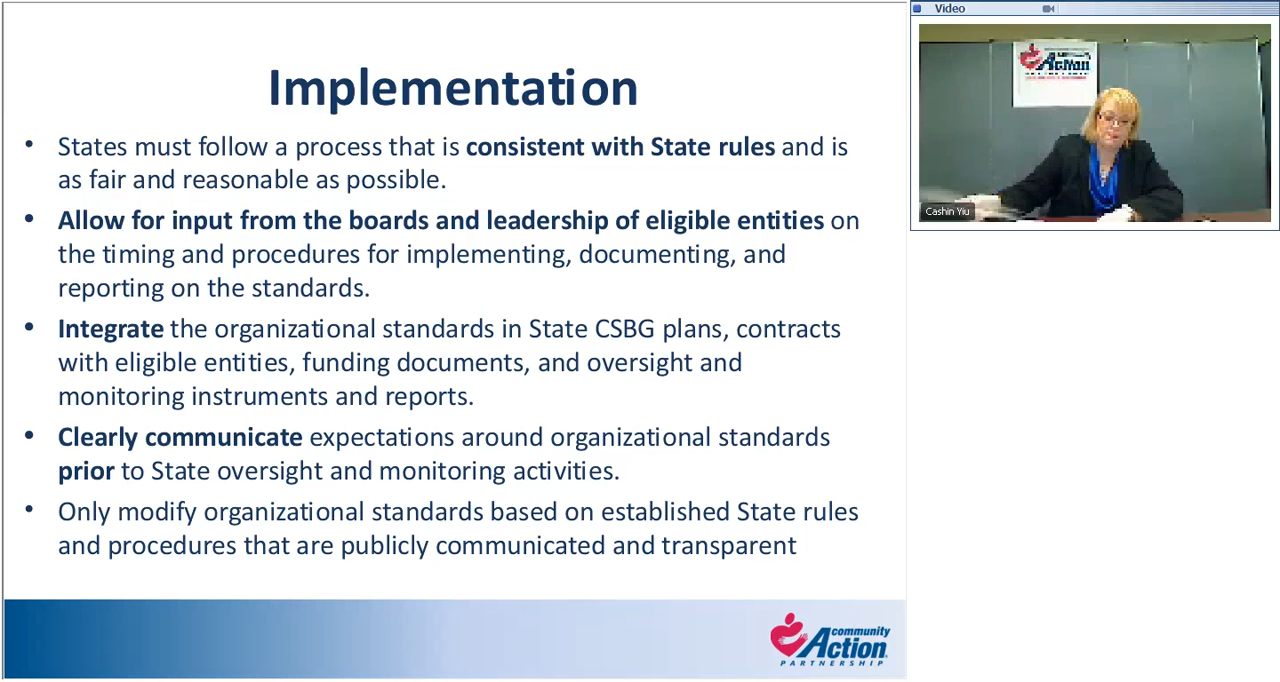 Implementation
• States must follow a process that is consistent with State rules and is
as fair and reasonable as possible.
• Allow for input from the boards and leadership of eligible entities on
the timing and procedures for implementing, documenting, and
reporting on the standards.
• Integrate the organizational standards in State CSBG plans, contracts
with eligible entities, funding documents, and oversight and
monitoring instruments and reports.
• Clearly communicate expectations around organizational standards
prior to State oversight and monitoring activities.
• Only modify organizational standards based on established State rules
and procedures that are publicly communicated and transparent
community
Action
PARTNERSHIP
Video
Action
Cashin Yiu